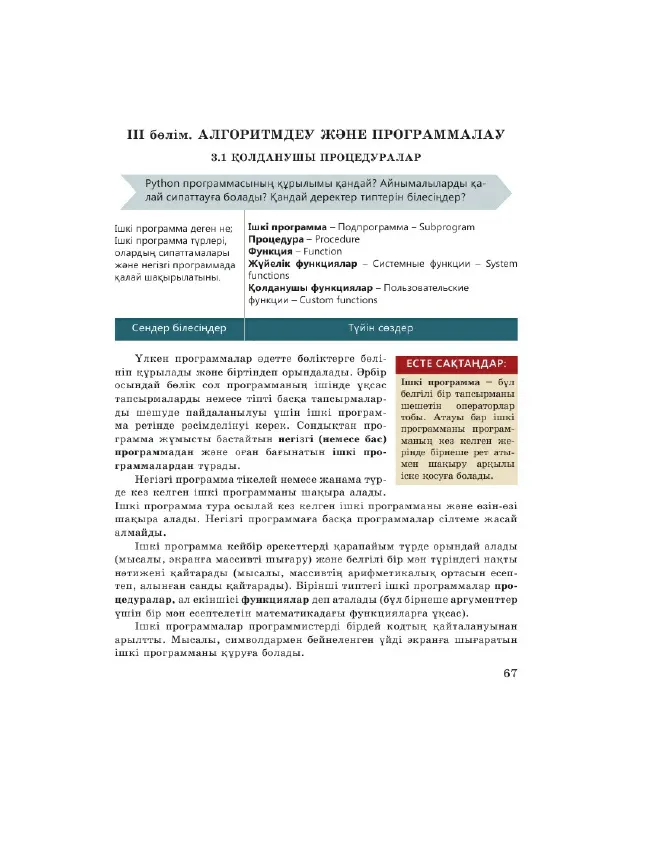 III бөлім. АЛГОРИТМДЕУ ЖӘНЕ ПРОГРАММАЛАУ
3.1 ҚОЛДАНУШЫ ПРОЦЕДУРАЛАР
Python программасының құрылымы қандай? Айнымалыларды қа-
лай сипаттауға болады? Қандай деректер типтерін білесіңдер?
Ішкі программа деген не;
Ішкі программа түрлері,
олардың сипаттамалары
және негізгі программада
қалай шақырылатыны.
Ішкі программа – Подпрограмма – Subprogram
Процедура – Procedure
Функция – Function
Жүйелік функциялар – Системные функции – System
functions
Қолданушы функциялар – Пользовательские
функции – Custom functions
Сендер білесіңдер
Түйін сөздер
Үлкен программалар әдетте бөліктерге бөлі-
ніп құрылады және біртіндеп орындалады. Әрбір
осындай бөлік сол программаның ішінде ұқсас
тапсырмаларды немесе тіпті басқа тапсырмалар-
ды шешуде пайдаланылуы үшін ішкі програм-
ма ретінде рәсімделінуі керек. Сондықтан про-
грамма жұмысты бастайтын негізгі (немесе бас)
программадан және оған бағынатын ішкі про-
граммалардан тұрады.
Негізгі программа тікелей немесе жанама түр-
де кез келген ішкі программаны шақыра алады.
ЕСТЕ САҚТАҢДАР:
Ішкі программа – бұл
белгілі бір тапсырманы
шешетін операторлар
тобы. Атауы бар ішкі
программаны програм-
маның кез келген же-
рінде бірнеше рет аты-
мен шақыру арқылы
іске қосуға болады.
Ішкі программа тура осылай кез келген ішкі программаны және өзін-өзі
шақыра алады. Негізгі программаға басқа программалар сілтеме жасай
алмайды.
Ішкі программа кейбір әрекеттерді қарапайым түрде орындай алады
(мысалы, экранға массивті шығару) және белгілі бір мән түріндегі нақты
нәтижені қайтарады (мысалы, массивтің арифметикалық ортасын есеп-
теп, алынған санды қайтарады). Бірінші типтегі ішкі программалар про-
цедуралар, ал екіншісі функциялар деп аталады (бұл бірнеше аргументтер
үшін бір мән есептелетін математикадағы функцияларға ұқсас).
Ішкі программалар программистерді бірдей кодтың қайталануынан
арылтты. Мысалы, символдармен бейнеленген үйді экранға шығаратын
ішкі программаны құруға болады.
67